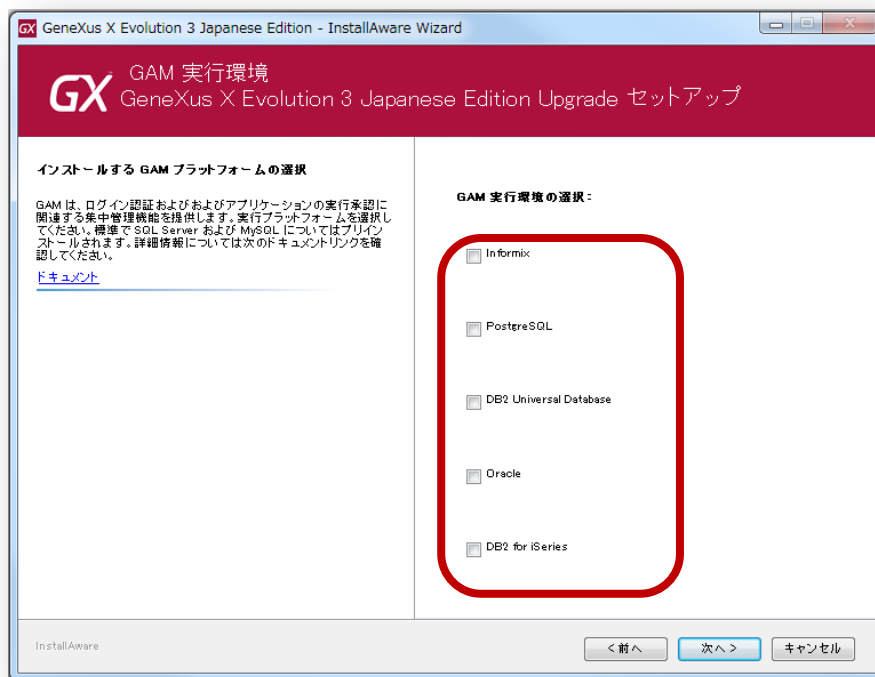 GX GeneXus X Evolution 3 Japanese Edition - InstallAware Wizard
GX
GAM 実行環境
GeneXus X Evolution 3 Japanese Edition Upgrade セットアップ
インストールする GAM プラットフォームの選択
GAM は、ログイン認証およびおよびアプリケーションの実行承認に
関連する集中管理機能を提供します。実行プラットフォームを選択し
てください。標準で SQL Server および MySQL についてはプリイン
ストールされます。詳細情報については次のドキュメントリンクを確
認してください。
ドキュメント
GAM 実行環境の選択：
Informix
PostgreSQL
DB2 Universal Database
Oracle
DB2 for iSeries
InstallAware
<前へ
次へ>
キャンセル